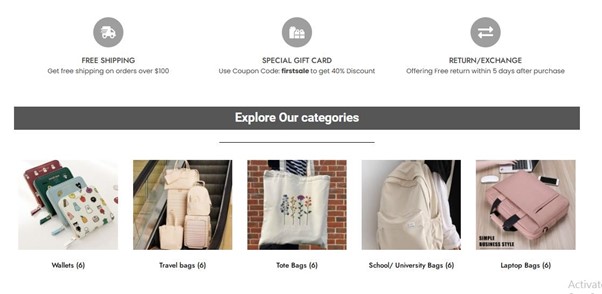 FREE SHIPPING
Get free shipping on orders over $100
SPECIAL GIFT CARD
Use Coupon Code: firstsale to get 40% Discount
RETURN/EXCHANGE
Offering Free return within 5 days after purchase
Explore Our categories
SIMPLE
BUSINESS STYLE
Wallets (6)
Travel bags (6)
Tote Bags (6)
School/ University Bags (6)
Laptop Bags (6)
Activat